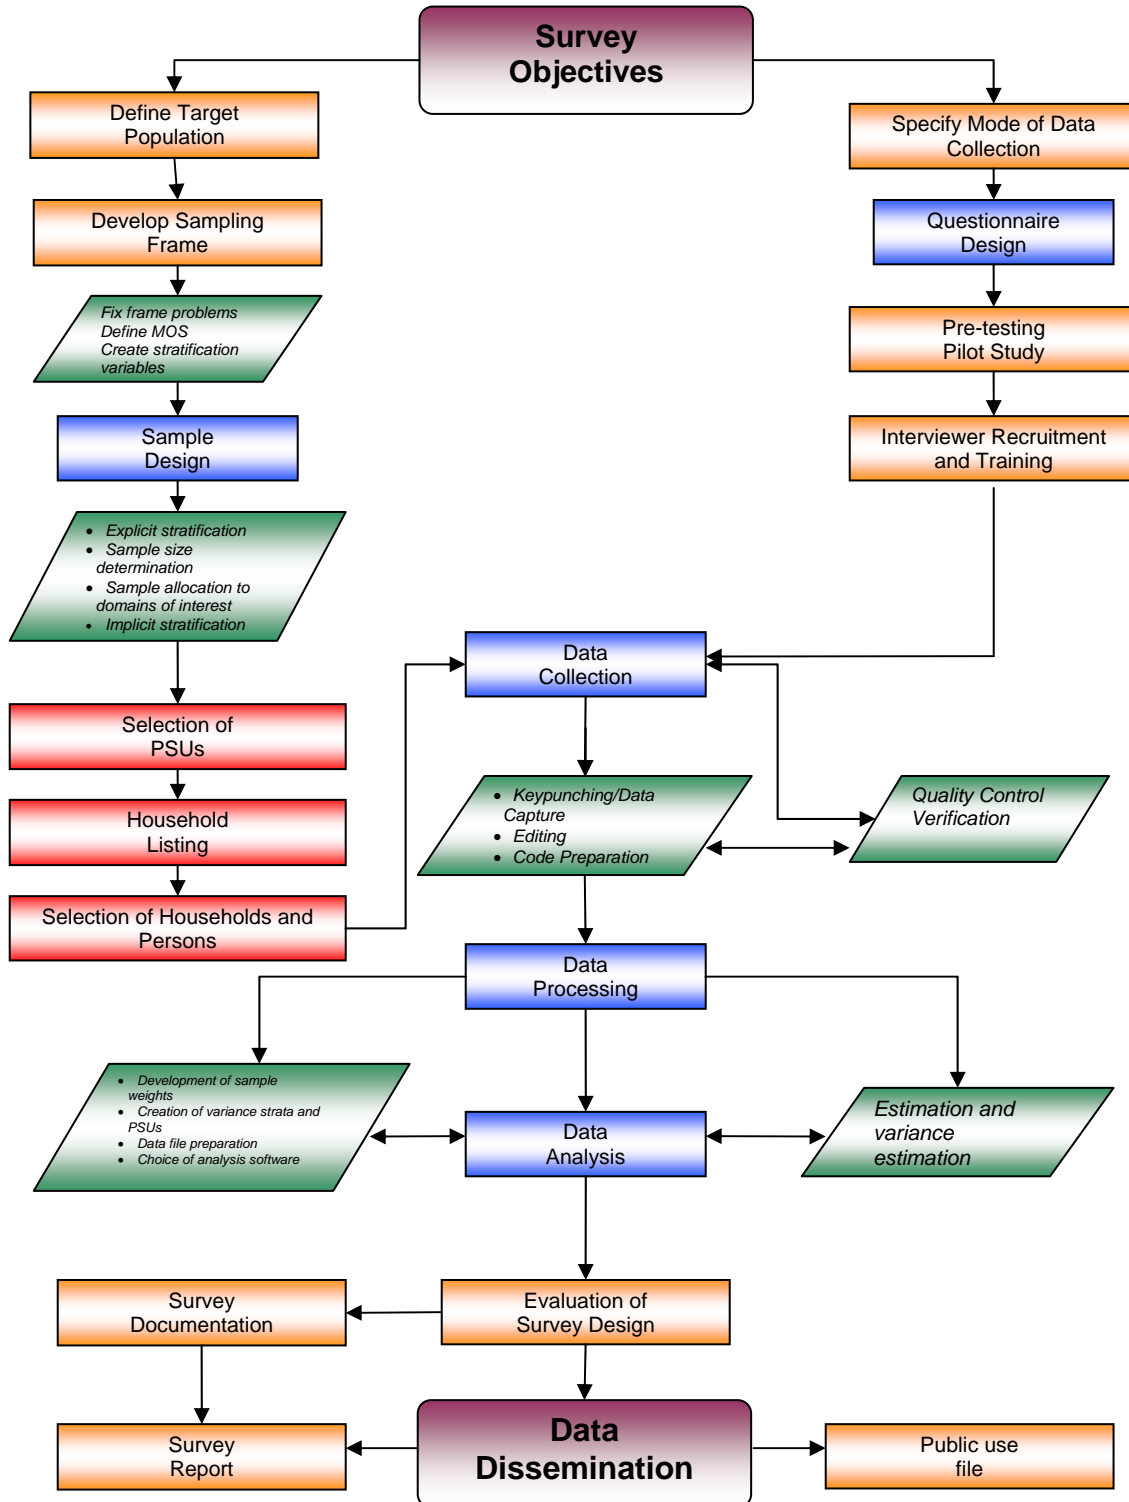 Survey
Objectives
Define Target
Population
Specify Mode of Data
Collection
Develop Sampling
Frame
Questionnaire
Design
Fix frame problems
Define MOS
Create stratification
variables
Pre-testing
Pilot Study
Sample
Design
Interviewer Recruitment
and Training
• Explicit stratification
• Sample size
determination
• Sample allocation to
domains of interest
• Implicit stratification
Data
Collection
Selection of
PSUs
• Keypunching/Data
Capture
• Editing
• Code Preparation
Quality Control
Verification
Household
Listing
Selection of Households and
Persons
Data
Processing
• Development of sample
weights
• Creation of variance strata and
PSUs
• Data file preparation
• Choice of analysis software
Data
Analysis
Estimation and
variance
estimation
Survey
Documentation
Evaluation of
Survey Design
Survey
Report
Data
Dissemination
Public use
file